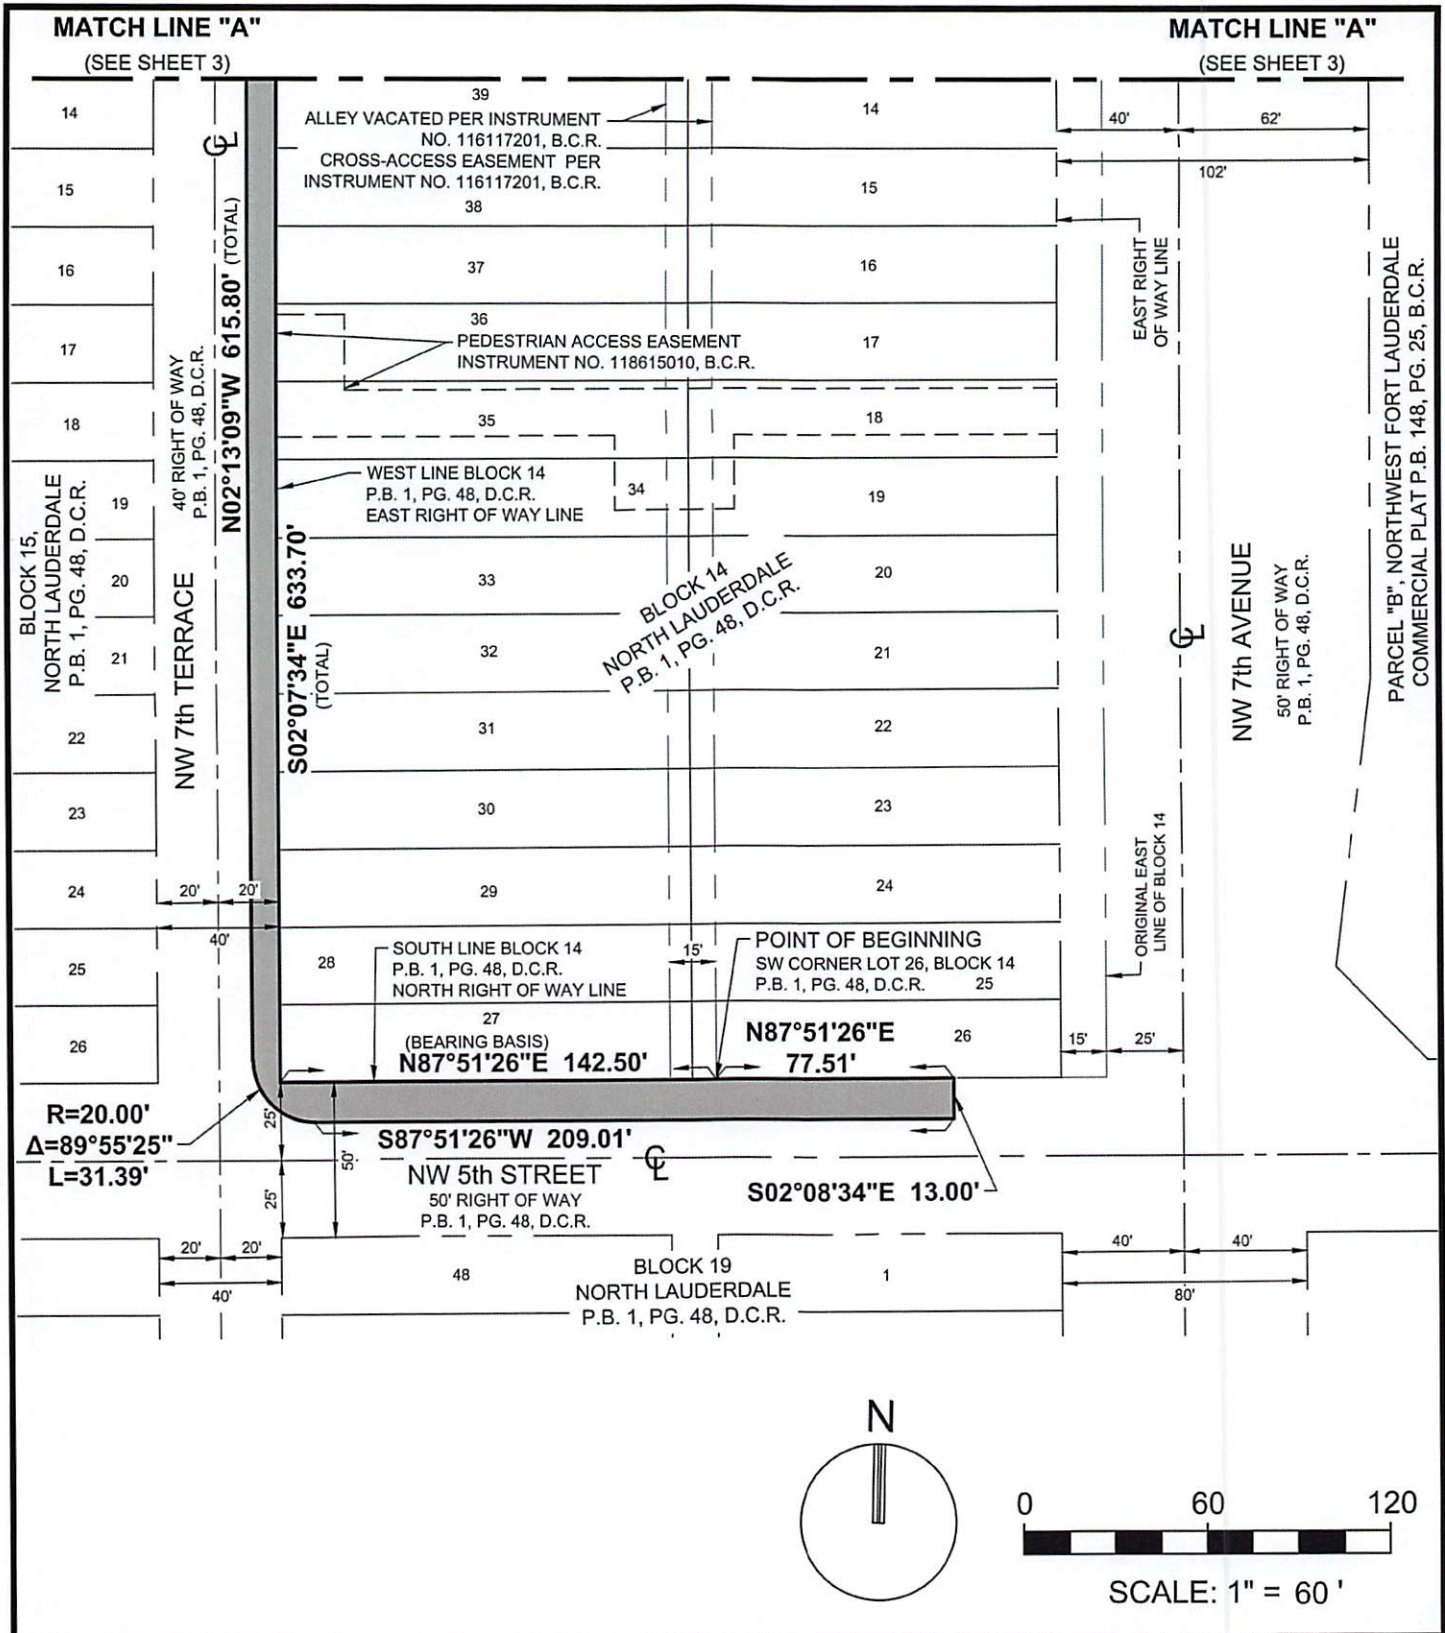 MATCH LINE "A"
(SEE SHEET 3)
MATCH LINE "A"
(SEE SHEET 3)
14
15
16
17
18
19
20
21
22
23
24
25
26
BLOCK 15,
NORTH LAUDERDALE
P.B. 1, PG. 48, D.C.R.
NW 7th TERRACE
40' RIGHT OF WAY
P.B. 1, PG. 48, D.C.R.
CL
N02°13'09"W 615.80' (TOTAL)
S02°07'34"E 633.70'
(TOTAL)
39
ALLEY VACATED PER INSTRUMENT
NO. 116117201, B.C.R.
CROSS-ACCESS EASEMENT PER
INSTRUMENT NO. 116117201, B.C.R.
38
37
36
PEDESTRIAN ACCESS EASEMENT
INSTRUMENT NO. 118615010, B.C.R.
35
WEST LINE BLOCK 14
P.B. 1, PG. 48, D.C.R.
EAST RIGHT OF WAY LINE
34
33
32
31
30
29
28
27
BLOCK 14
NORTH LAUDERDALE
P.B. 1, PG. 48, D.C.R.
14
15
16
17
18
19
20
21
22
23
24
25
26
40'
62'
102'
EAST RIGHT
OF WAY LINE
CL
NW 7th AVENUE
50' RIGHT OF WAY
P.B. 1, PG. 48, D.C.R.
PARCEL "B", NORTHWEST FORT LAUDERDALE
COMMERCIAL PLAT P.B. 148, PG. 25, B.C.R.
ORIGINAL EAST
LINE OF BLOCK 14
20'
20'
40'
SOUTH LINE BLOCK 14
P.B. 1, PG. 48, D.C.R.
NORTH RIGHT OF WAY LINE
15'
POINT OF BEGINNING
SW CORNER LOT 26, BLOCK 14
P.B. 1, PG. 48, D.C.R.
(BEARING BASIS)
N87°51'26"E 142.50'
N87°51'26"E
77.51'
15'
25'
R=20.00'
Δ=89°55'25"
L=31.39'
25'
50'
25'
S87°51'26"W 209.01'
CL
NW 5th STREET
50' RIGHT OF WAY
P.B. 1, PG. 48, D.C.R.
S02°08'34"E 13.00'
20'
20'
40'
48
BLOCK 19
NORTH LAUDERDALE
P.B. 1, PG. 48, D.C.R.
1
40'
40'
80'
N
0
60
120
SCALE: 1" = 60 '